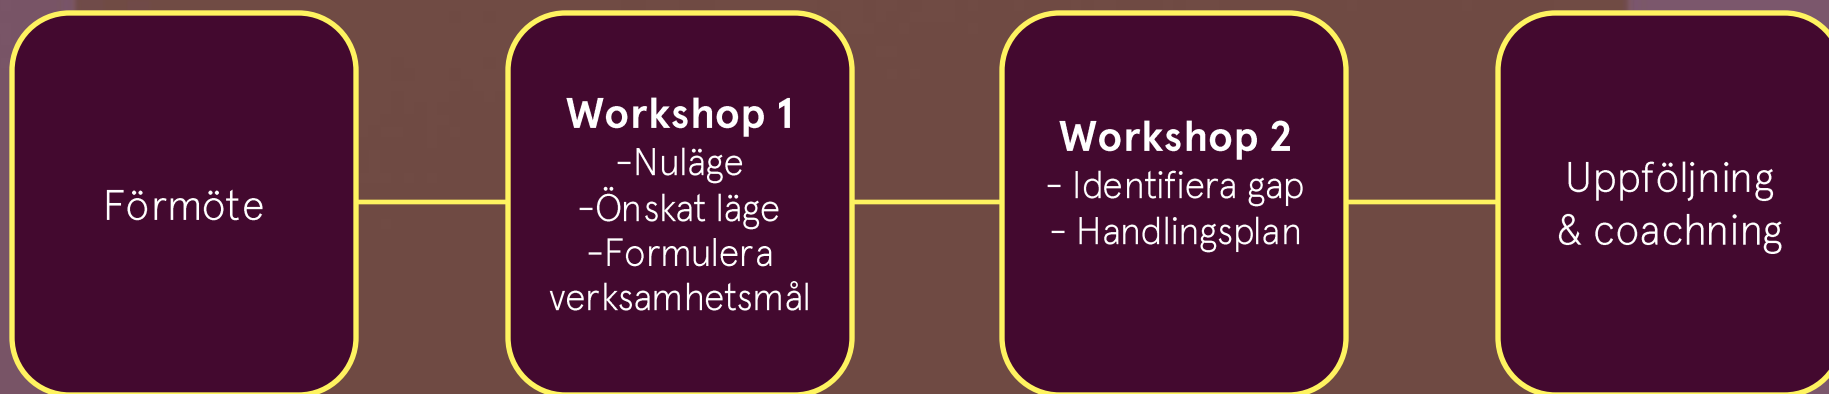 Förmöte
Workshop 1
-Nuläge
-Önskat läge
-Formulera
verksamhetsmål
Workshop 2
- Identifiera gap
- Handlingsplan
Uppföljning
& coachning